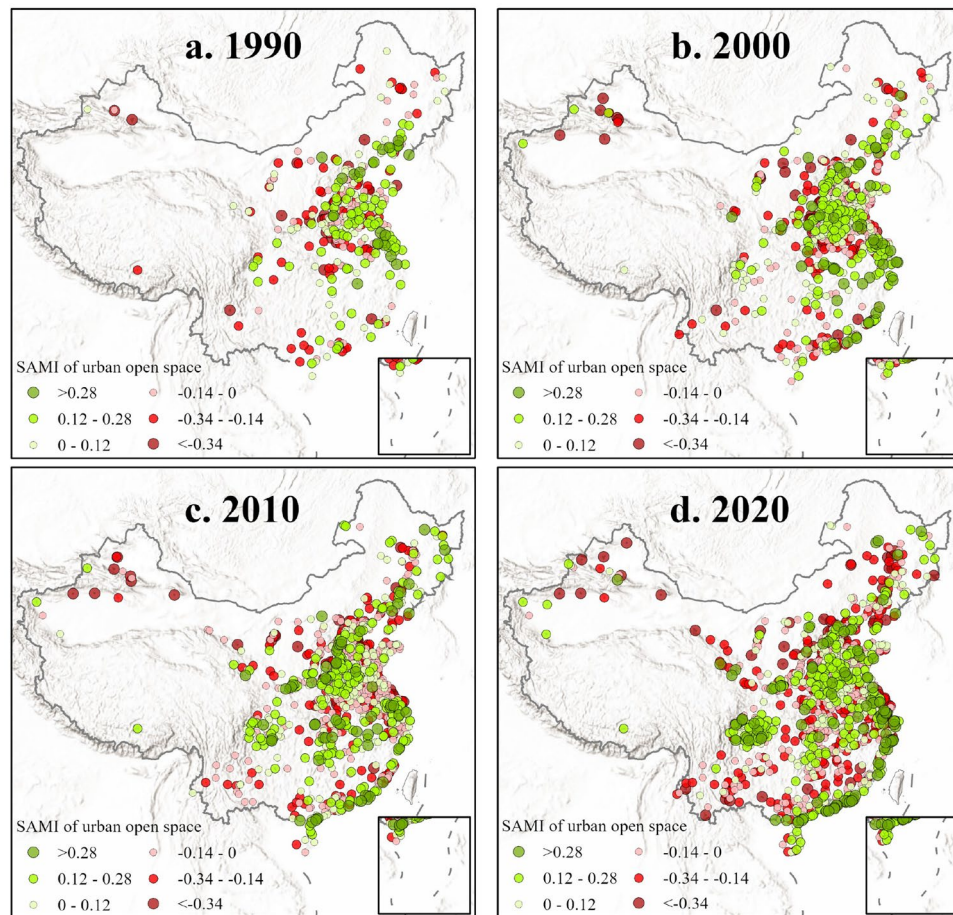 a. 1990
SAMI of urban open space
>0.28 -0.14 - 0
0.12 - 0.28 -0.34 - -0.14
0 - 0.12 <-0.34
b. 2000
SAMI of urban open space
>0.28 -0.14 - 0
0.12 - 0.28 -0.34 - -0.14
0 - 0.12 <-0.34
c. 2010
SAMI of urban open space
>0.28 -0.14 - 0
0.12 - 0.28 -0.34 - -0.14
0 - 0.12 <-0.34
d. 2020
SAMI of urban open space
>0.28 -0.14 - 0
0.12 - 0.28 -0.34 - -0.14
0 - 0.12 <-0.34